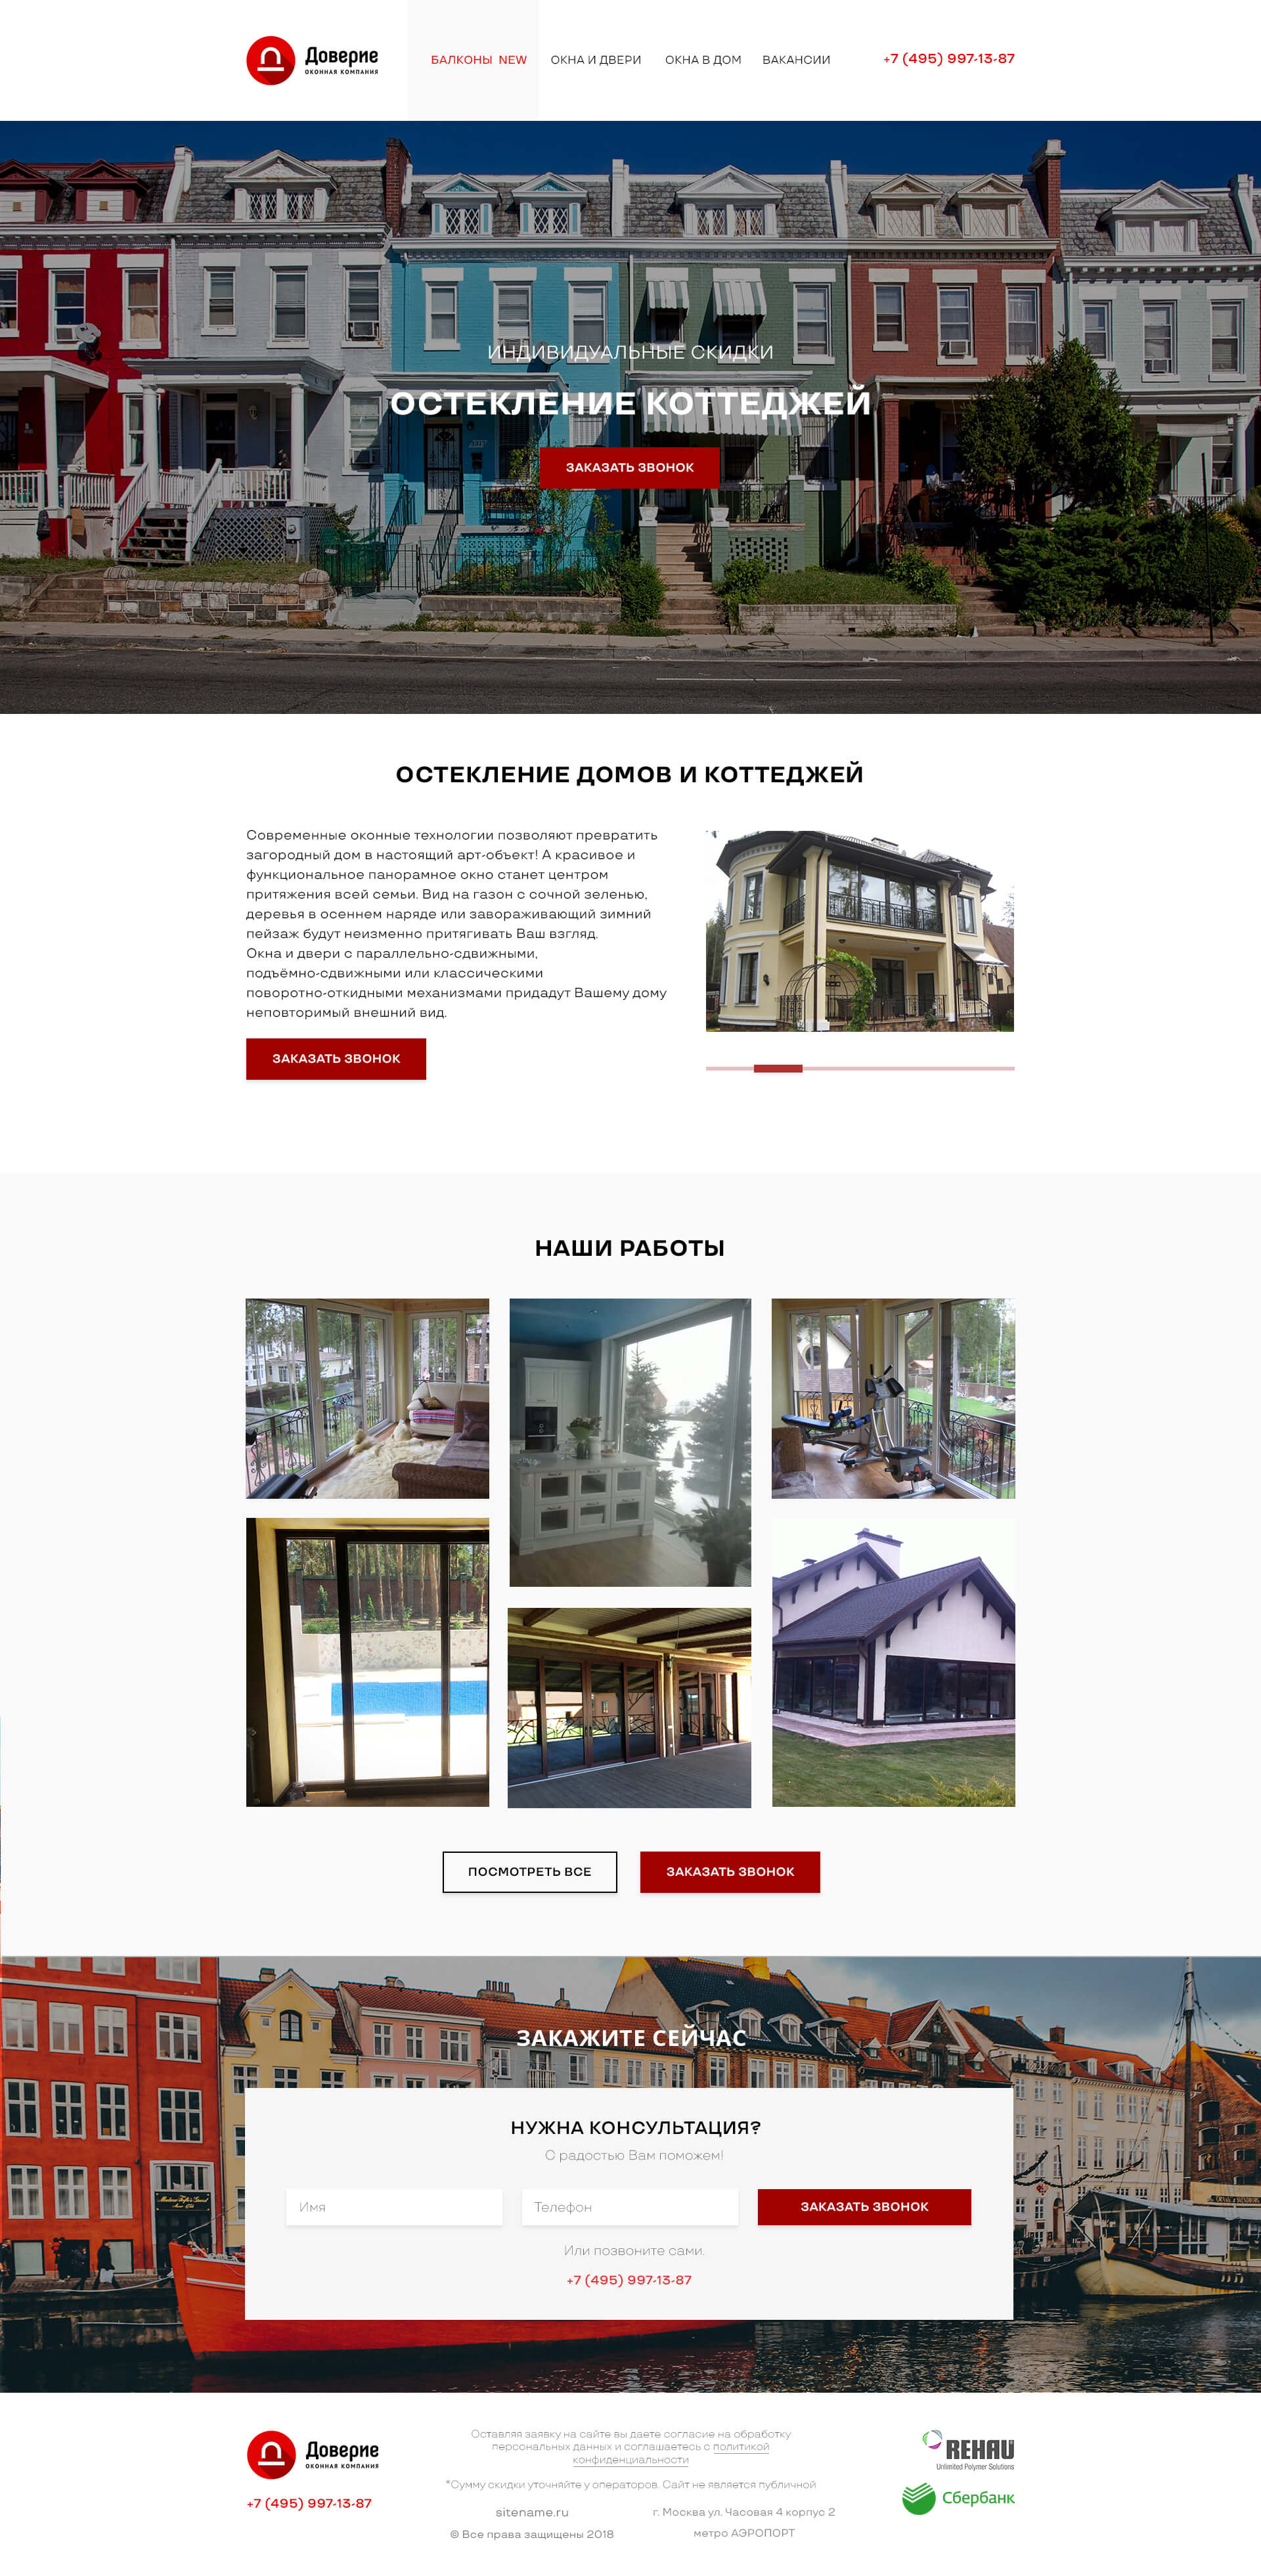 Доверие
ОКОННАЯ КОМПАНИЯ
БАЛКОНЫ NEW
ОКНА И ДВЕРИ
ОКНА В ДОМ
ВАКАНСИИ
+7 (495) 997-13-87
ИНДИВИДУАЛЬНЫЕ СКИДКИ
ОСТЕКЛЕНИЕ КОТТЕДЖЕЙ
ЗАКАЗАТЬ ЗВОНОК
ОСТЕКЛЕНИЕ ДОМОВ И КОТТЕДЖЕЙ
Современные оконные технологии позволяют превратить
загородный дом в настоящий арт-объект! А красивое и
функциональное панорамное окно станет центром
притяжения всей семьи. Вид на газон с сочной зеленью,
деревья в осеннем наряде или завораживающий зимний
пейзаж будут неизменно притягивать Ваш взгляд.
Окна и двери с параллельно-сдвижными,
подъёмно-сдвижными или классическими
поворотно-откидными механизмами придадут Вашему дому
неповторимый внешний вид.
ЗАКАЗАТЬ ЗВОНОК
НАШИ РАБОТЫ
ПОСМОТРЕТЬ ВСЕ
ЗАКАЗАТЬ ЗВОНОК
ЗАКАЖИТЕ СЕЙЧАС
НУЖНА КОНСУЛЬТАЦИЯ?
С радостью Вам поможем!
Имя
Телефон
ЗАКАЗАТЬ ЗВОНОК
Или позвоните сами.
+7 (495) 997-13-87
Доверие
ОКОННАЯ КОМПАНИЯ
+7 (495) 997-13-87
Оставляя заявку на сайте вы даете согласие на обработку
персональных данных и соглашаетесь с политикой
конфиденциальности
*Сумму скидки уточняйте у операторов. Сайт не является публичной
sitename.ru
© Все права защищены 2018
г. Москва ул. Часовая 4 корпус 2
метро АЭРОПОРТ
REHAU
Unlimited Polymer Solutions
Сбербанк